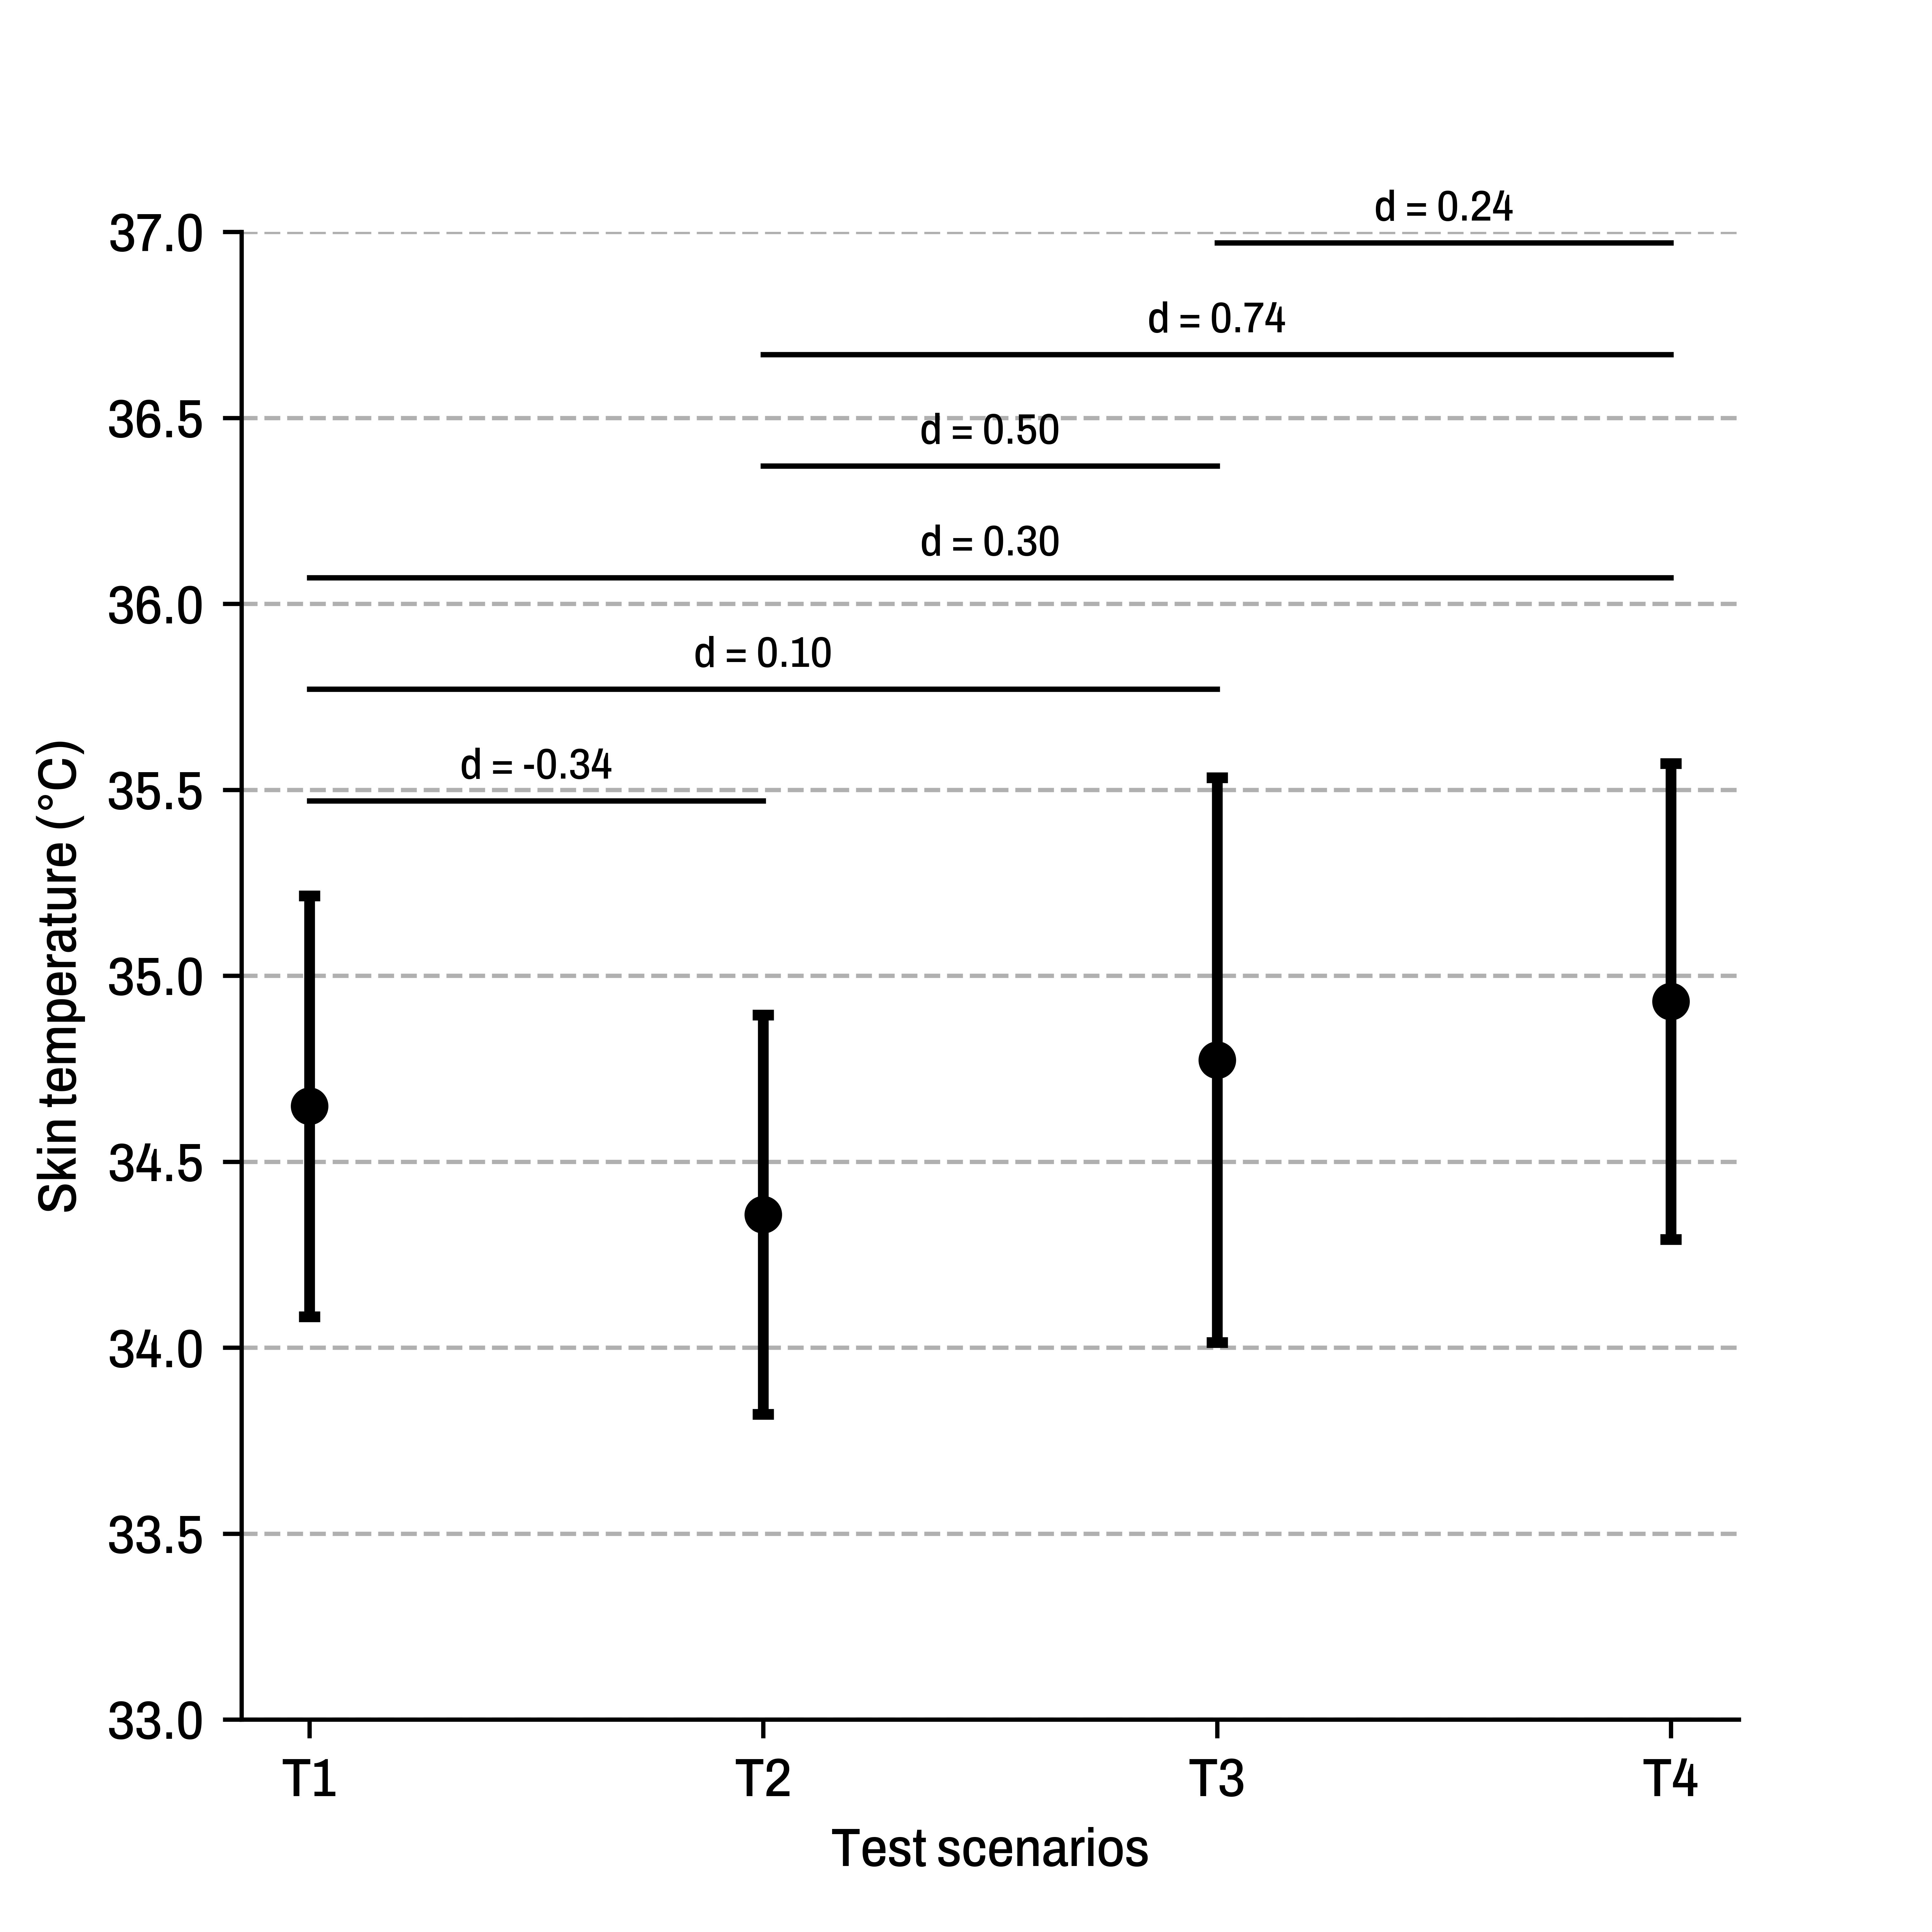 d = 0.24
37.0
d = 0.74
36.5
d = 0.50
d = 0.30
36.0
d = 0.10
d = -0.34
35.5
35.0
34.5
34.0
33.5
33.0
Skin temperature (°C)
T1 T2 T3 T4
Test scenarios